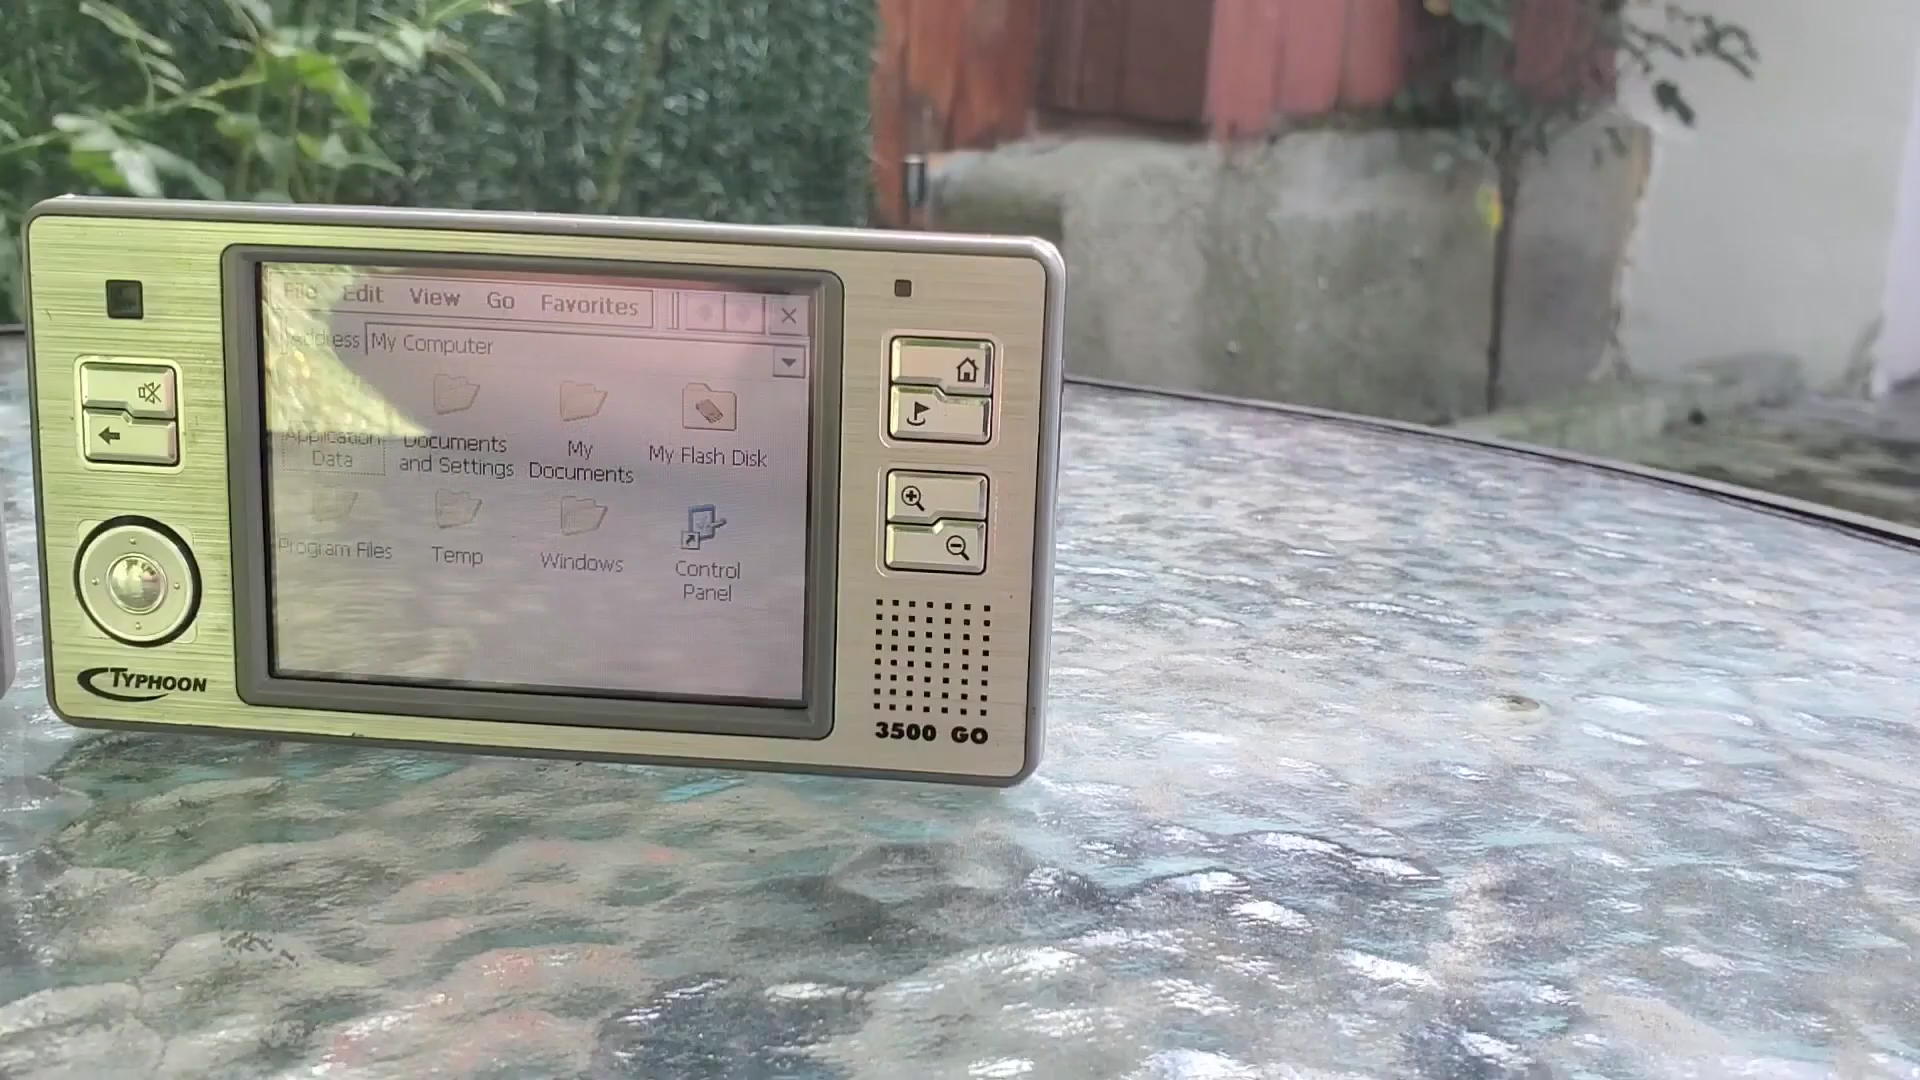 File Edit View Go Favorites
Address My Computer
Application Data
Documents and Settings
My Documents
My Flash Disk
Program Files
Temp
Windows
Control Panel
TYPHOON
3500 GO